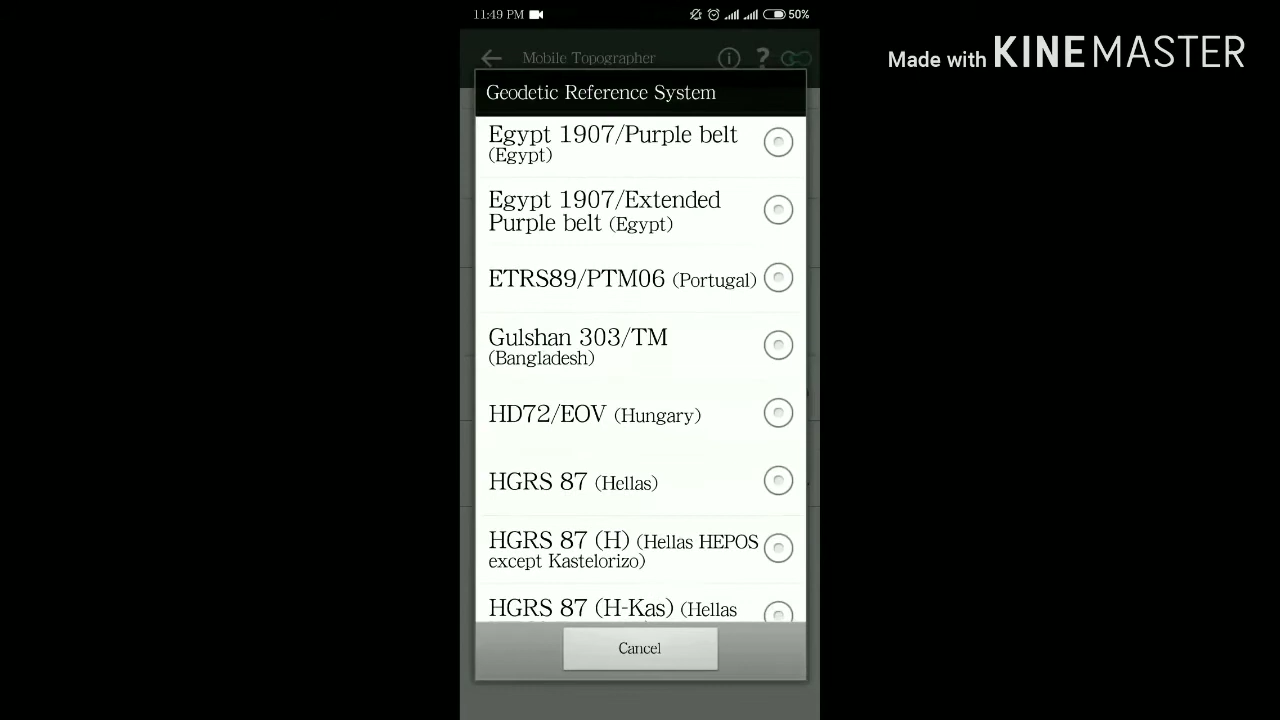 11:49 PM
50%
Made with KINEMASTER
Mobile Topographer
Geodetic Reference System
Egypt 1907/Purple belt
(Egypt)
Egypt 1907/Extended
Purple belt (Egypt)
ETRS89/PTM06 (Portugal)
Gulshan 303/TM
(Bangladesh)
HD72/EOV (Hungary)
HGRS 87 (Hellas)
HGRS 87 (H) (Hellas HEPOS
except Kastelorizo)
HGRS 87 (H-Kas) (Hellas
Cancel